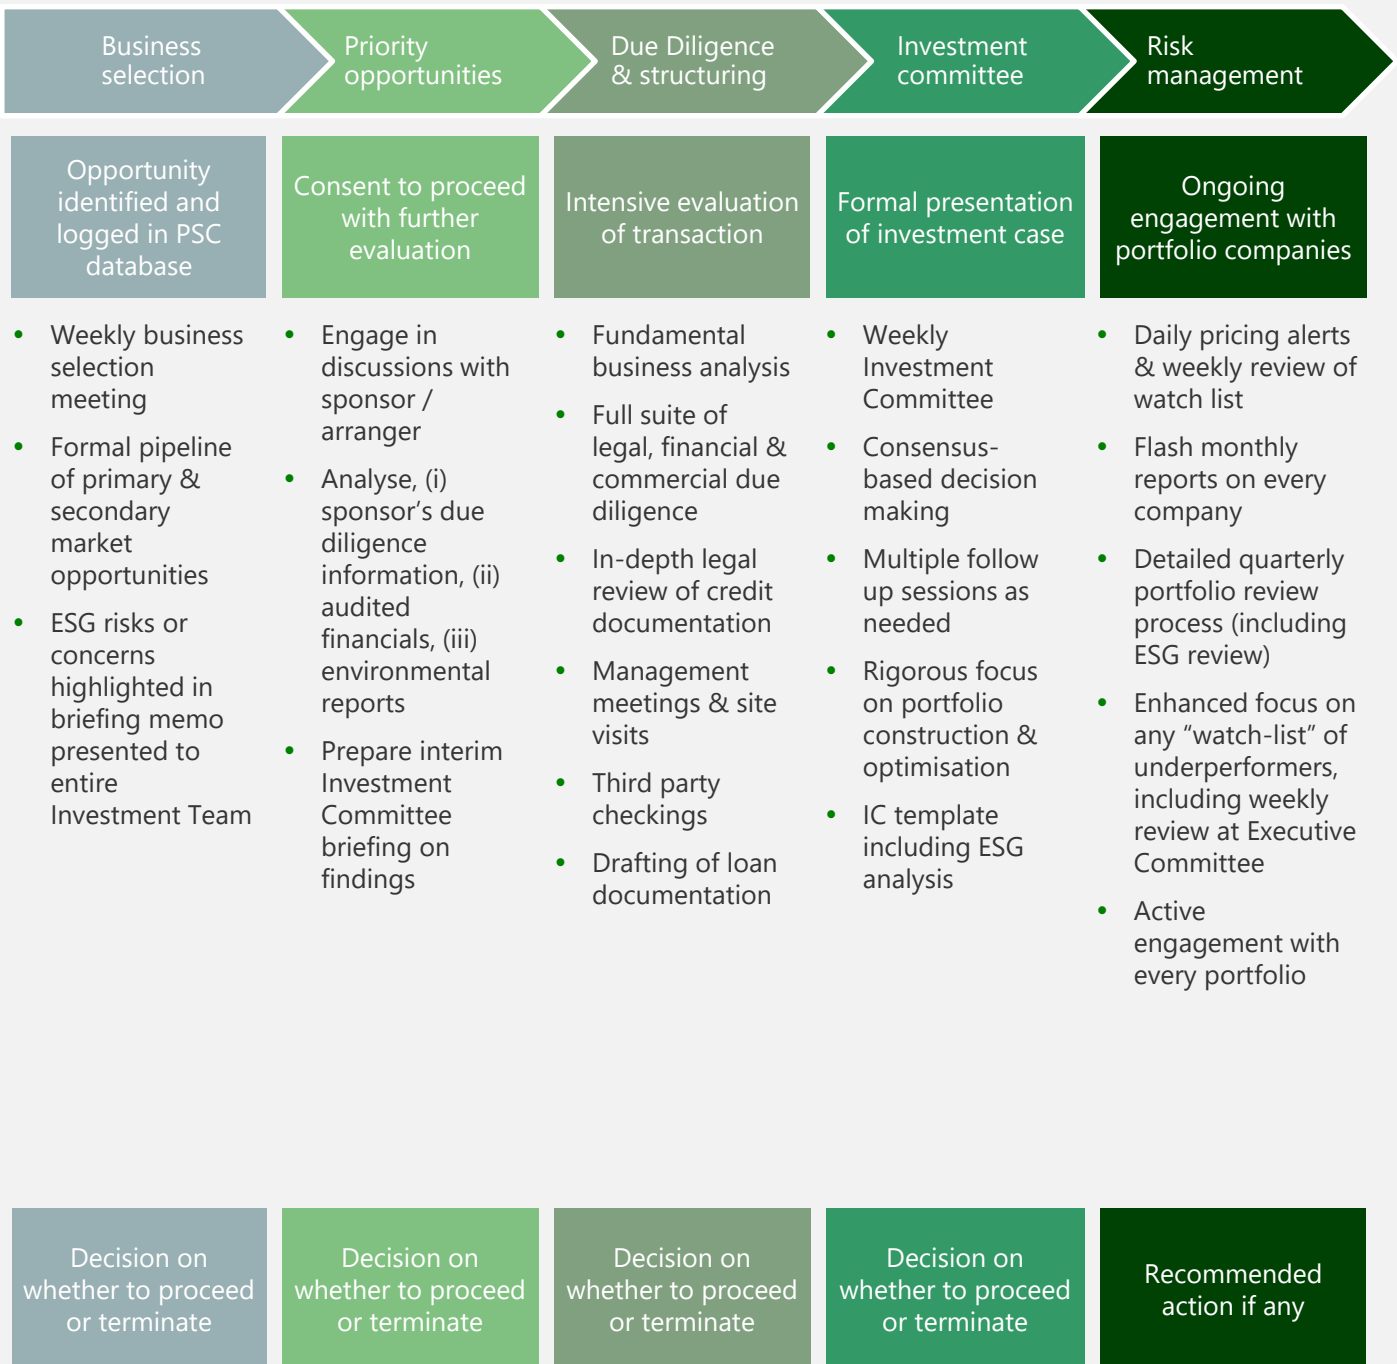 Business
selection
Priority
opportunities
Due Diligence
& structuring
Investment
committee
Risk
management
Opportunity
identified and
logged in PSC
database
Consent to proceed
with further
evaluation
Intensive evaluation
of transaction
Formal presentation
of investment case
Ongoing
engagement with
portfolio companies
• Weekly business
selection
meeting
• Formal pipeline
of primary &
secondary
market
opportunities
• ESG risks or
concerns
highlighted in
briefing memo
presented to
entire
Investment Team
• Engage in
discussions with
sponsor /
arranger
• Analyse, (i)
sponsor’s due
diligence
information, (ii)
audited
financials, (iii)
environmental
reports
• Prepare interim
Investment
Committee
briefing on
findings
• Fundamental
business analysis
• Full suite of
legal, financial &
commercial due
diligence
• In-depth legal
review of credit
documentation
• Management
meetings & site
visits
• Third party
checkings
• Drafting of loan
documentation
• Weekly
Investment
Committee
• Consensus-
based decision
making
• Multiple follow
up sessions as
needed
• Rigorous focus
on portfolio
construction &
optimisation
• IC template
including ESG
analysis
• Daily pricing alerts
& weekly review of
watch list
• Flash monthly
reports on every
company
• Detailed quarterly
portfolio review
process (including
ESG review)
• Enhanced focus on
any “watch-list” of
underperformers,
including weekly
review at Executive
Committee
• Active
engagement with
every portfolio
Decision on
whether to proceed
or terminate
Decision on
whether to proceed
or terminate
Decision on
whether to proceed
or terminate
Decision on
whether to proceed
or terminate
Recommended
action if any